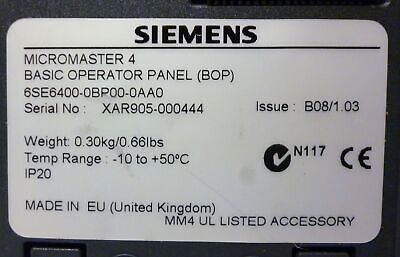 SIEMENS
MICROMASTER 4
BASIC OPERATOR PANEL (BOP)
6SE6400-0BP00-0AA0
Serial No : XAR905-000444 Issue : B08/1.03
Weight: 0.30kg/0.66lbs
Temp Range : -10 to +50ºC
IP20
N117 CE
MADE IN EU (United Kingdom)
MM4 UL LISTED ACCESSORY